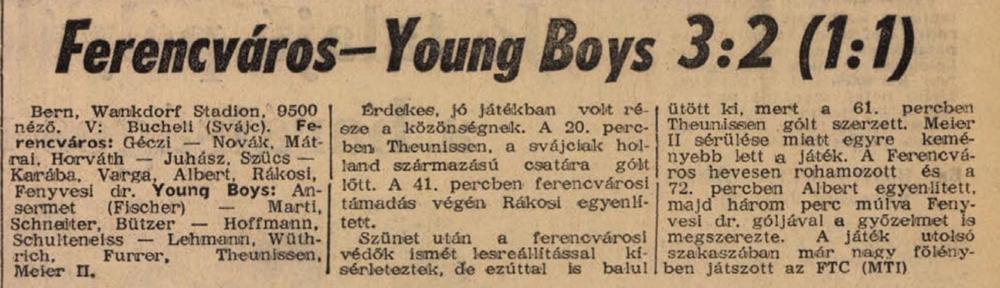 Ferencváros—Young Boys 3:2 (1:1)
Bern, Wankdorf Stadion, 9500
néző. V: Bucheli (Svájc). Fe-
rencváros: Géczi — Novák, Mát-
rai, Horváth — Juhász, Szücs —
Karába, Varga, Albert, Rákosi,
Fenyvesi dr. Young Boys: An-
sermet (Fischer) — Marti,
Schneiter, Bützer — Hoffmann,
Schulteneiss — Lehmann, Wüth-
rich, Furrer, Theunissen,
Meier II.
Érdekes, jó játékban volt ré-
sze a közönségnek. A 20. perc-
ben Theunissen, a svájciak hol-
land származású csatára gólt
lőtt. A 41. percben ferencvárosi
támadás végén Rákosi egyenlí-
tett.
Szünet után a ferencvárosi
védők ismét lesreállítással kí-
sérleteztek, de ezúttal is balul
ütött ki, mert a 61. percben
Theunissen gólt szerzett. Meier
II sérülése miatt egyre kemé-
nyebb lett a játék. A Ferencvá-
ros hevesen rohamozott és a
72. percben Albert egyenlített,
majd három perc múlva Feny-
vesi dr. góljával a győzelmet is
megszerezte. A játék utolsó
szakaszában már nagy fölény-
ben játszott az FTC (MTI)